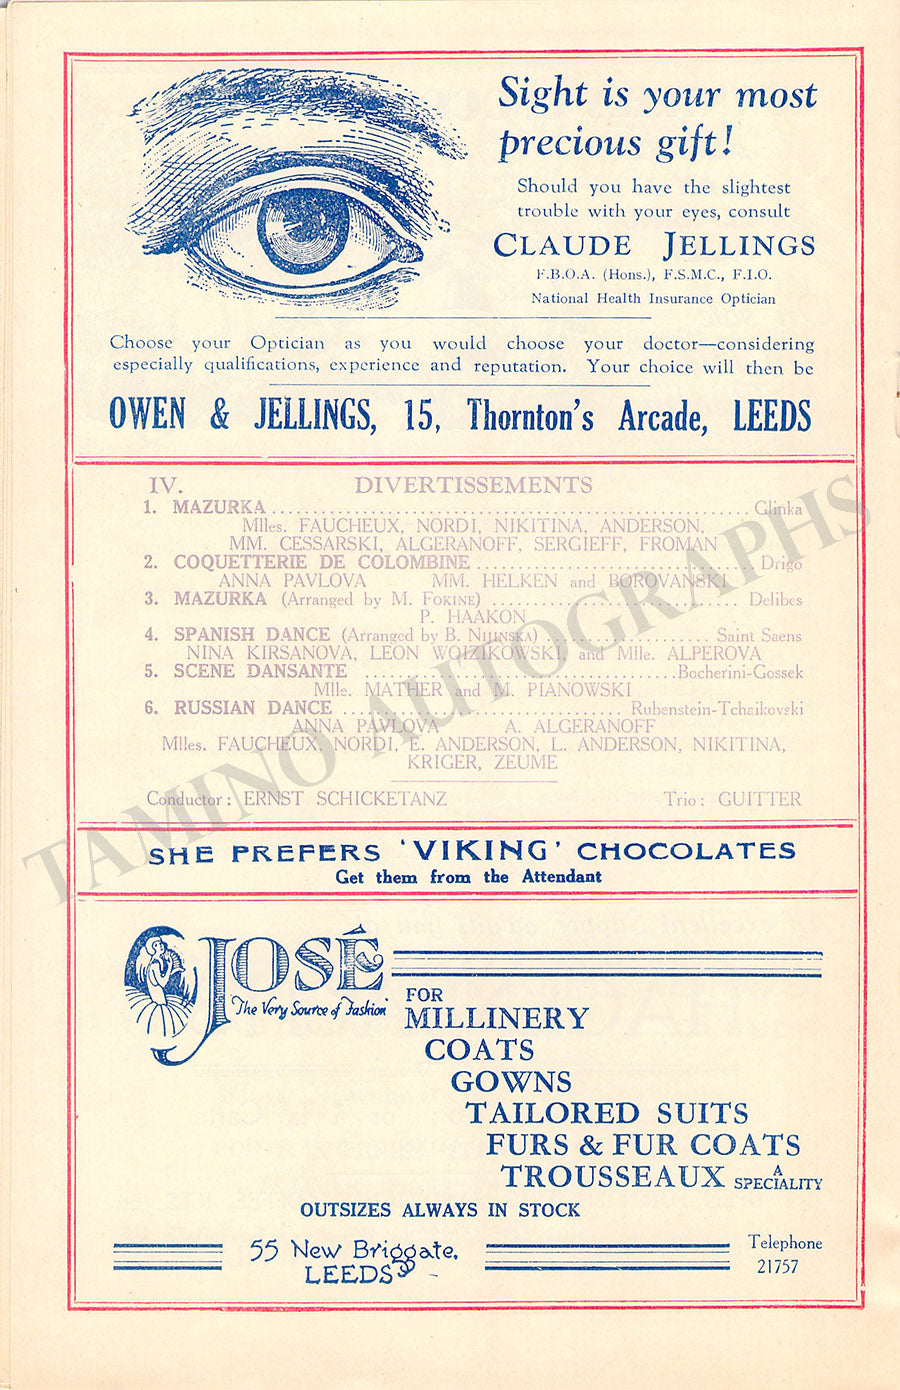 Sight is your most
precious gift!
Should you have the slightest
trouble with your eyes, consult
CLAUDE JELLINGS
F.B.O.A. (Hons.), F.S.M.C., F.I.O.
National Health Insurance Optician
Choose your Optician as you would choose your doctor—considering
especially qualifications, experience and reputation. Your choice will then be
OWEN & JELLINGS, 15, Thornton's Arcade, LEEDS
IV. DIVERTISSEMENTS
1. MAZURKA ........ Glinka
Mlles. FAUCHEUX, NORDI, NIKITINA, ANDERSON,
MM. CESSARSKI, ALGERANOFF, SERGIEFF, FROMAN
2. COQUETTERIE DE COLOMBINE ........ Drigo
ANNA PAVLOVA MM. HELKEN and BOROVANSKI
3. MAZURKA (Arranged by M. FOKINE) ........ Delibes
P. HAAKON
4. SPANISH DANCE (Arranged by B. NIJINSKA) ........ Saint Saens
NINA KIRSANOVA, LEON WOIZIKOWSKI, and Mlle. ALPEROVA
5. SCENE DANSANTE ........ Bocherini-Gossek
Mlle. MATHER and M. PIANOWSKI
6. RUSSIAN DANCE ........ Rubenstein-Tchaikovski
ANNA PAVLOVA A. ALGERANOFF
Mlles. FAUCHEUX, NORDI, E. ANDERSON, L. ANDERSON, NIKITINA,
KRIGER, ZEUME
Conductor: ERNST SCHICKETANZ Trio: GUITTER
TAMINO AUTOGRAPHS
SHE PREFERS 'VIKING' CHOCOLATES
Get them from the Attendant
JOSÉ
"The Very Source of Fashion"
FOR
MILLINERY
COATS
GOWNS
TAILORED SUITS
FURS & FUR COATS
TROUSSEAUX A SPECIALITY
OUTSIZES ALWAYS IN STOCK
55 New Briggate,
LEEDS
Telephone
21757